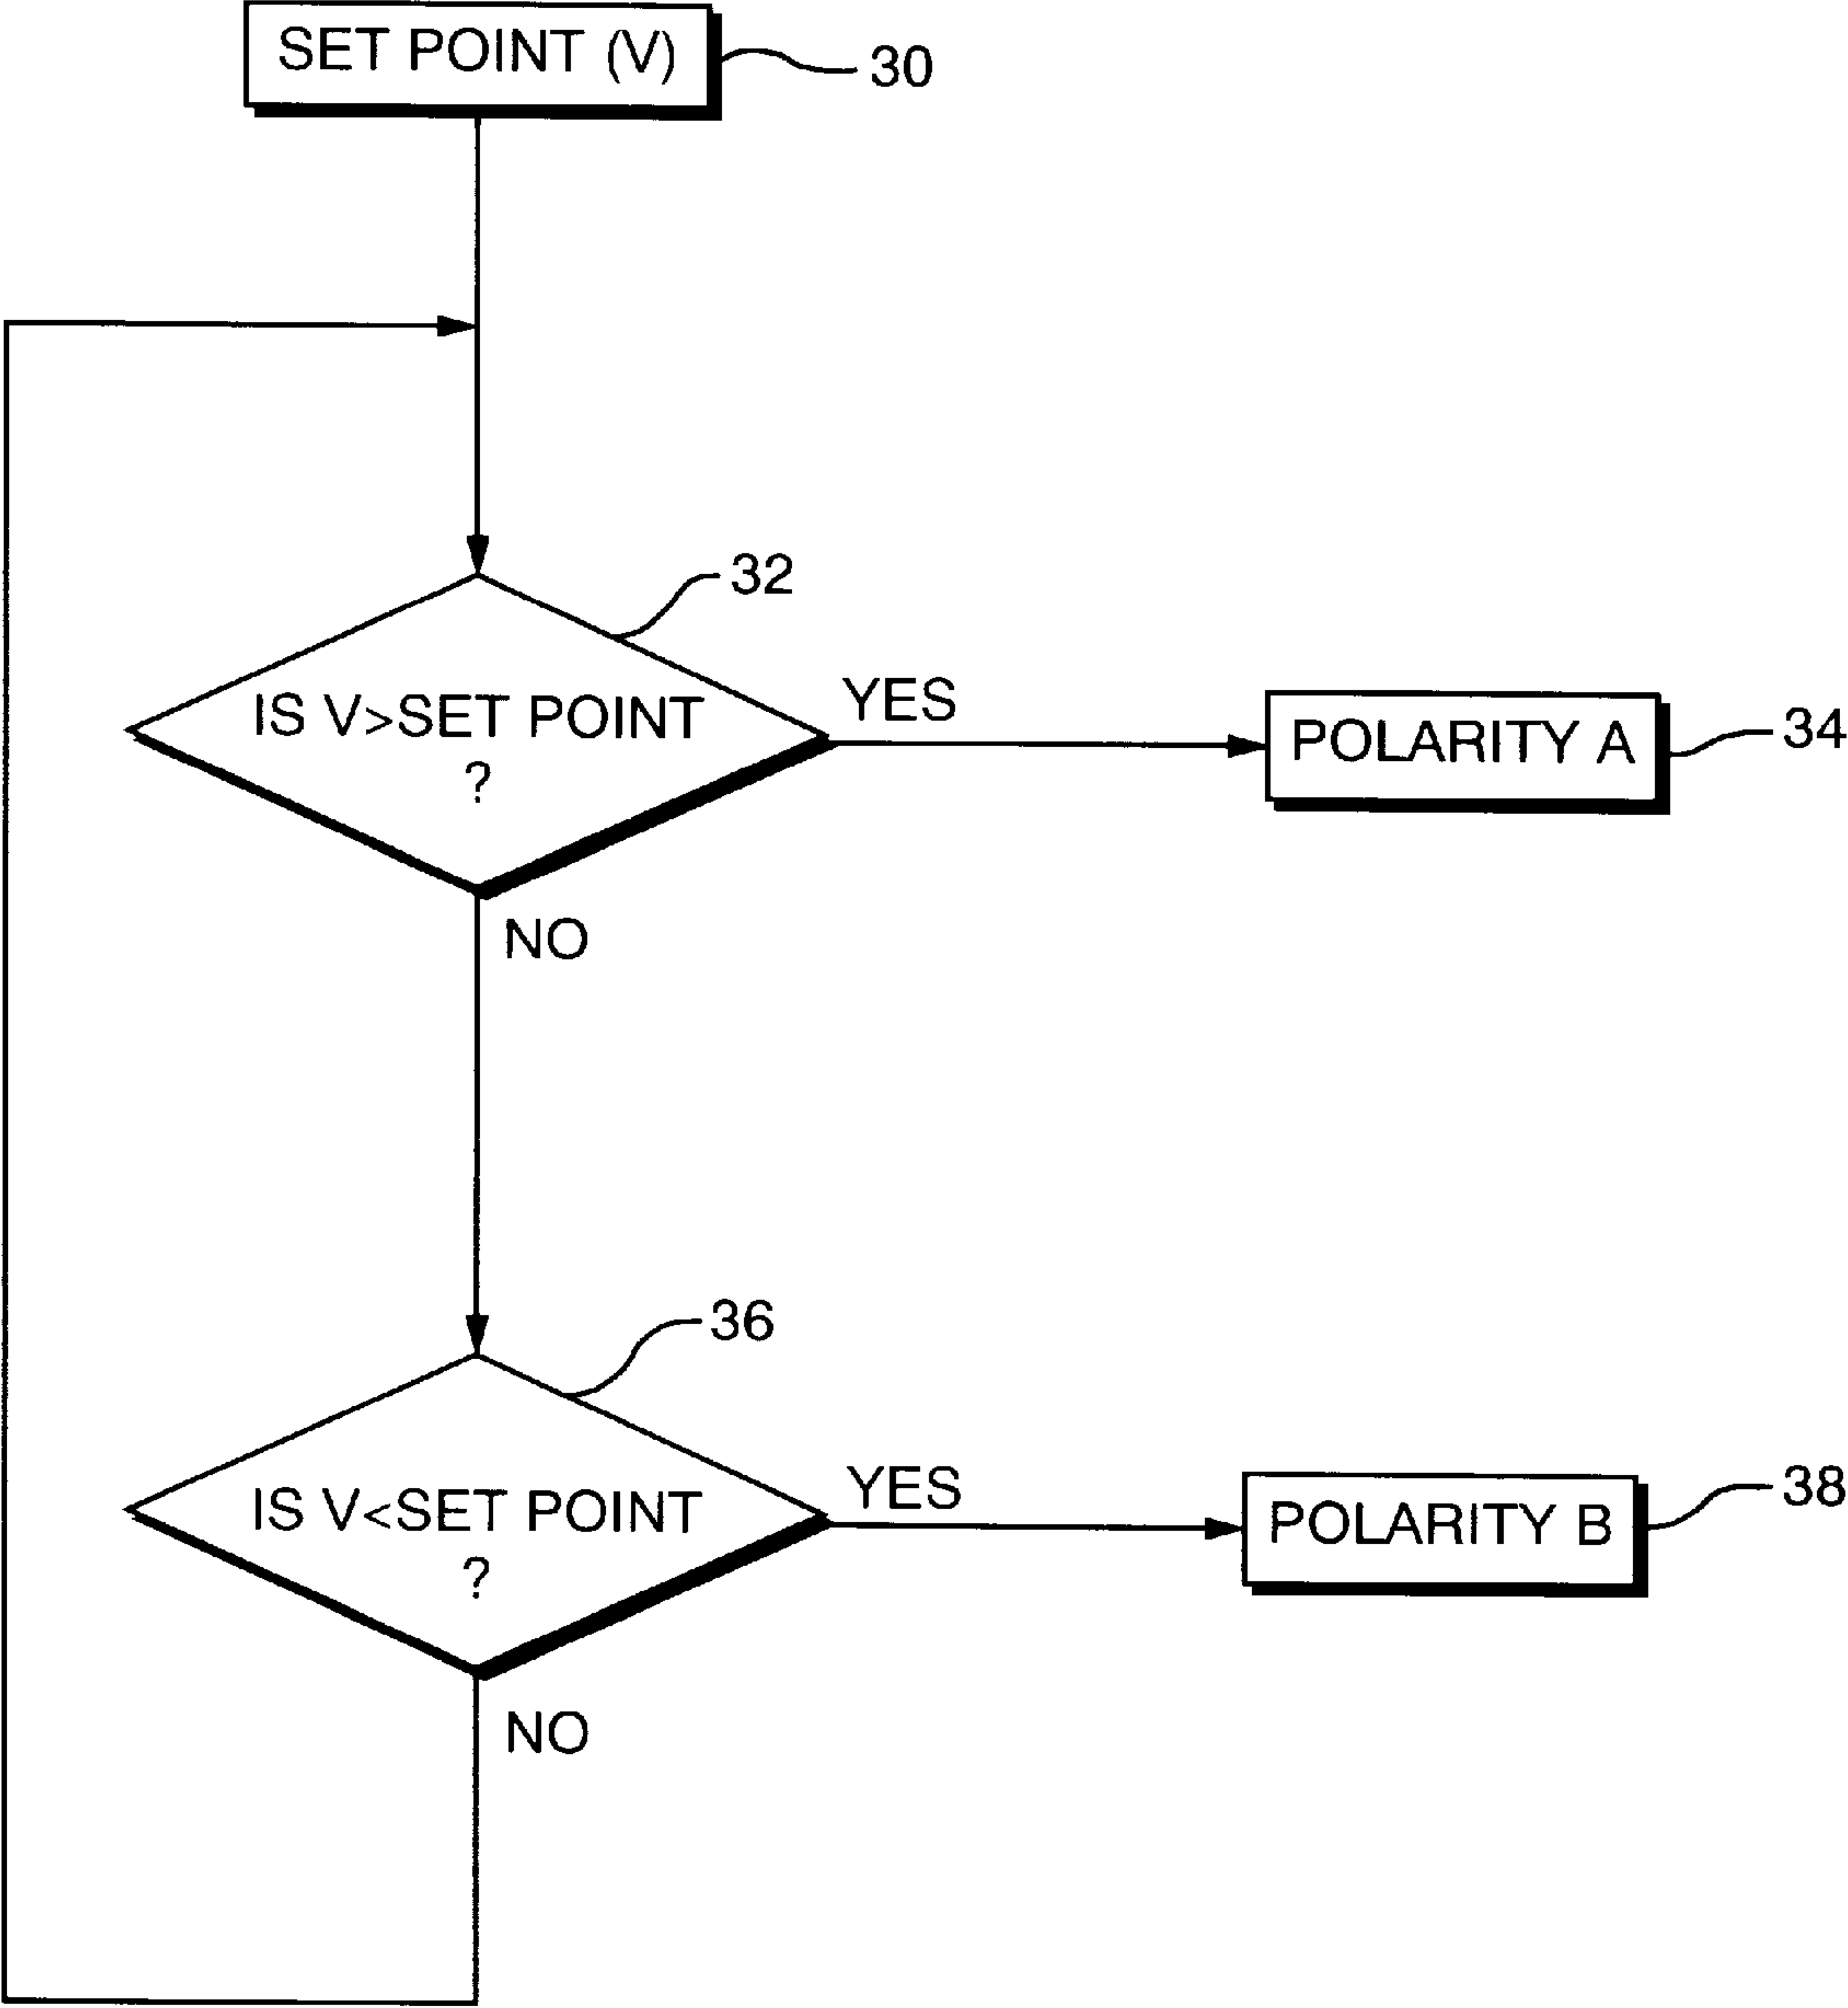 SET POINT (V)
30
32
IS V>SET POINT
?
YES
POLARITY A
34
NO
36
IS V<SET POINT
?
YES
POLARITY B
38
NO